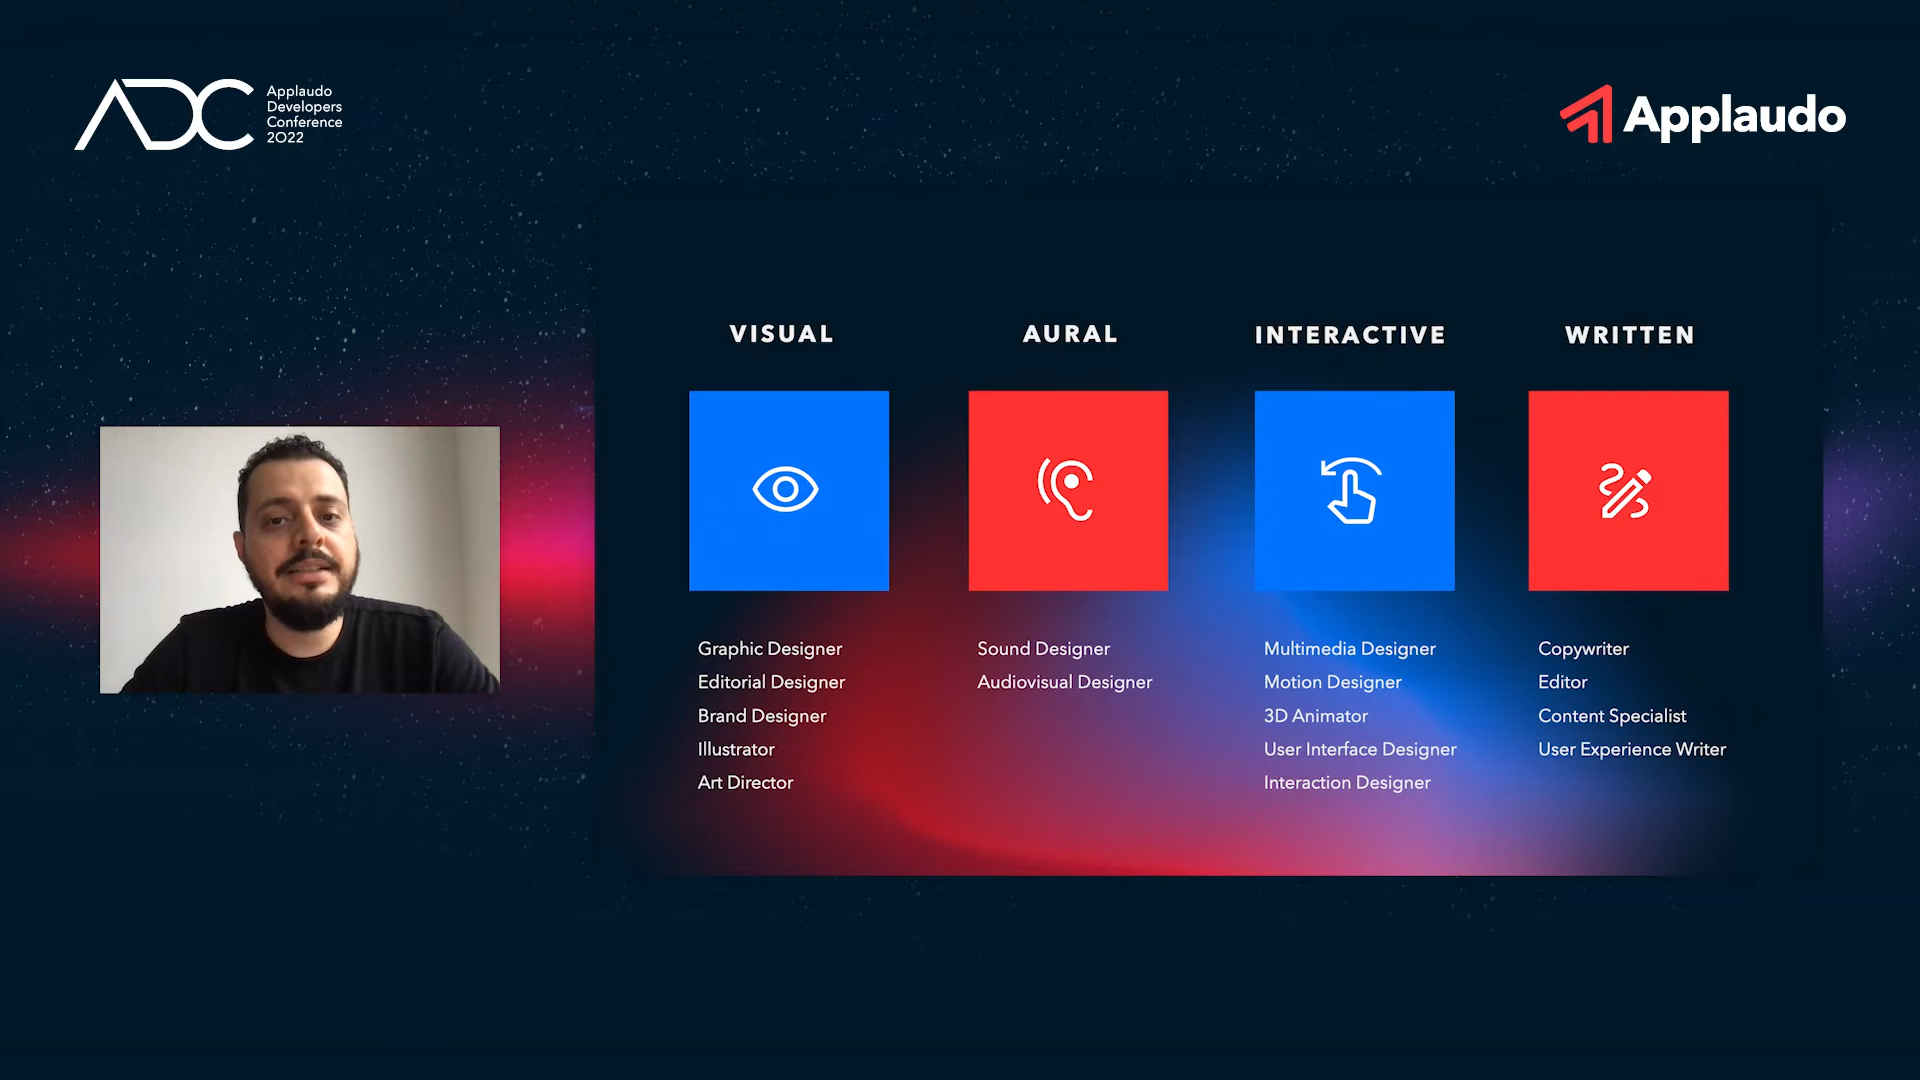 ADC
Applaudo
Developers
Conference
2022
Applaudo
VISUAL
Graphic Designer
Editorial Designer
Brand Designer
Illustrator
Art Director
AURAL
Sound Designer
Audiovisual Designer
INTERACTIVE
Multimedia Designer
Motion Designer
3D Animator
User Interface Designer
Interaction Designer
WRITTEN
Copywriter
Editor
Content Specialist
User Experience Writer